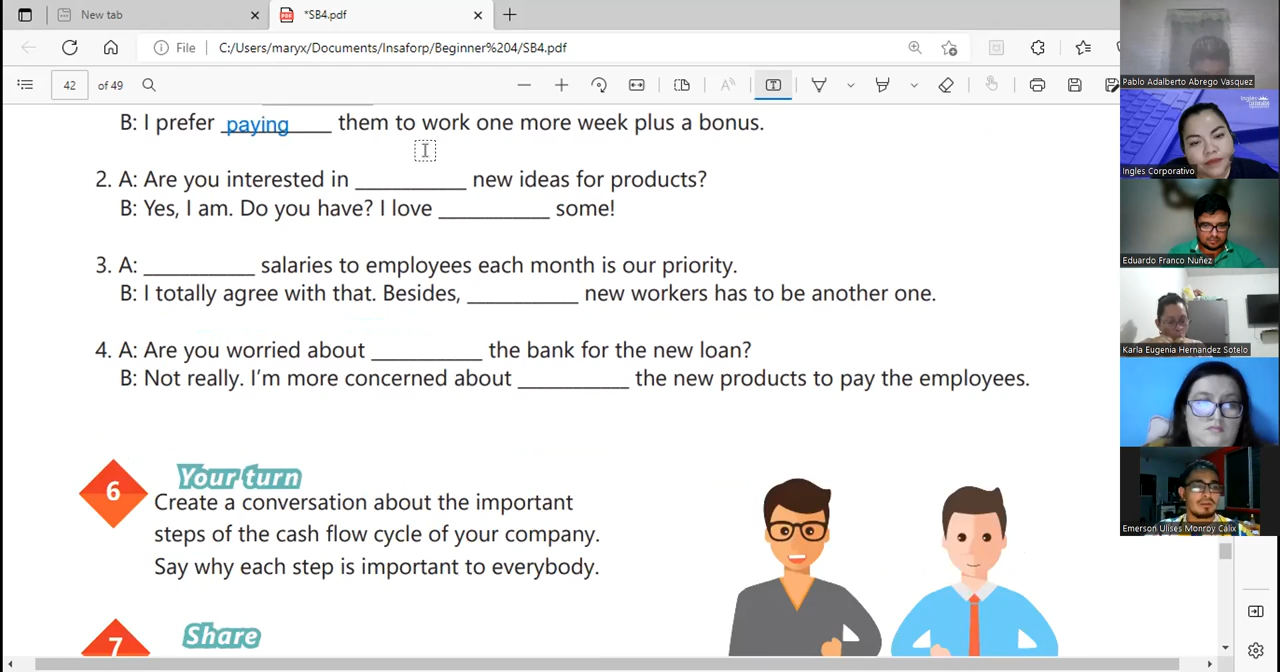 New tab
*SB4.pdf
File
C:/Users/maryx/Documents/Insaforp/Beginner%204/SB4.pdf
42 of 49
B: I prefer paying them to work one more week plus a bonus.
2. A: Are you interested in __________ new ideas for products?
B: Yes, I am. Do you have? I love __________ some!
3. A: __________ salaries to employees each month is our priority.
B: I totally agree with that. Besides, __________ new workers has to be another one.
4. A: Are you worried about __________ the bank for the new loan?
B: Not really. I'm more concerned about __________ the new products to pay the employees.
6 Your turn
Create a conversation about the important
steps of the cash flow cycle of your company.
Say why each step is important to everybody.
7 Share
Pablo Adalberto Abrego Vasquez
Ingles Corporativo
Eduardo Franco Nuñez
Karla Eugenia Hernandez Sotelo
Emerson Ulises Monroy Calix